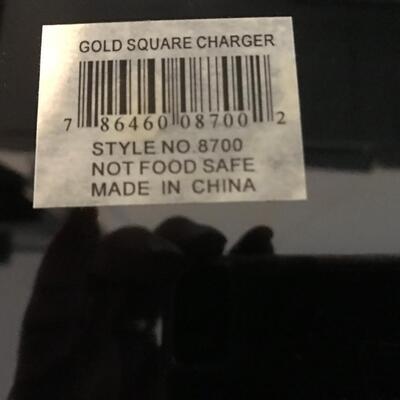 GOLD SQUARE CHARGER
7 86460 08700 2
STYLE NO.8700
NOT FOOD SAFE
MADE IN CHINA